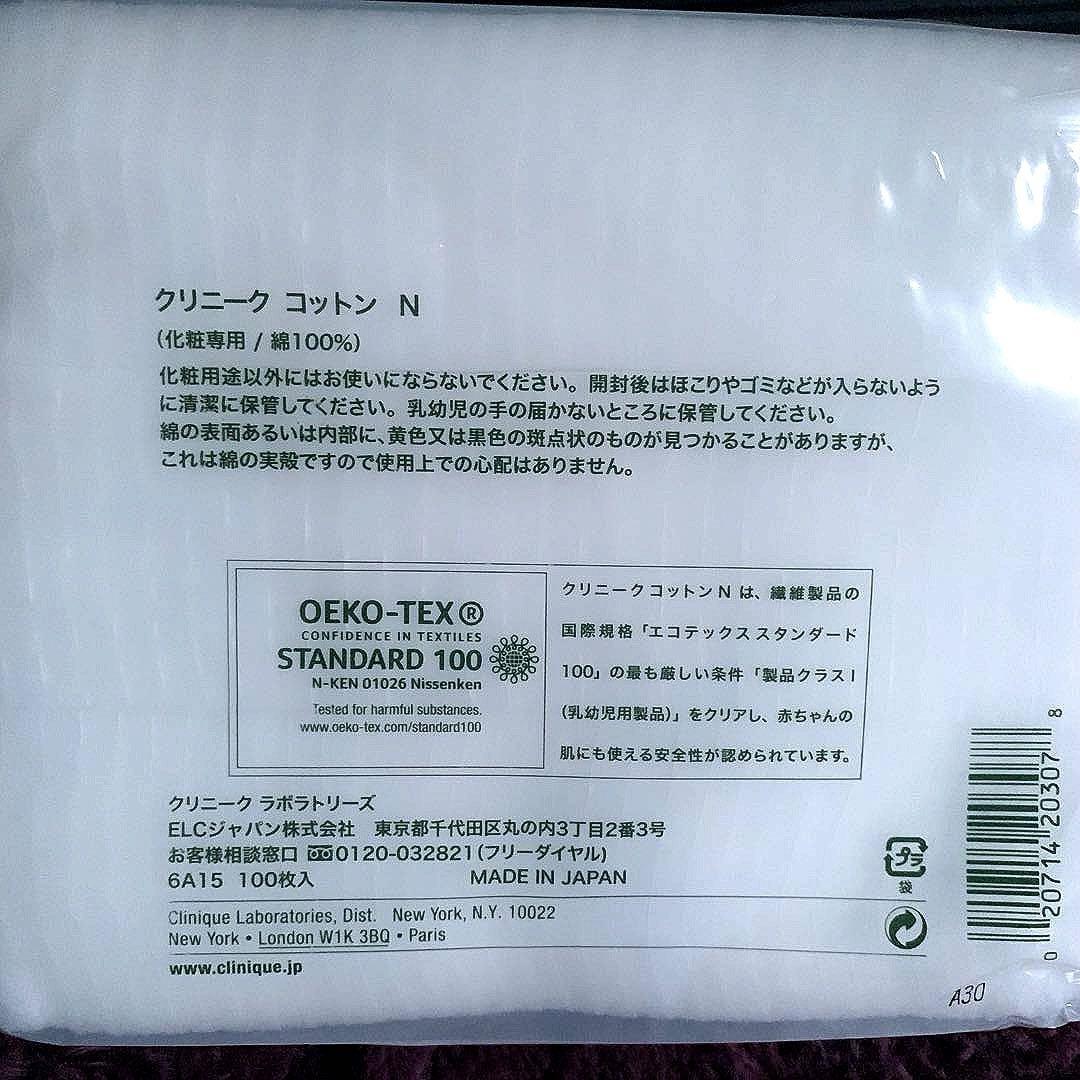 クリニーク コットン N
（化粧専用 / 綿100%）
化粧用途以外にはお使いにならないでください。開封後はほこりやゴミなどが入らないよう
に清潔に保管してください。乳幼児の手の届かないところに保管してください。
綿の表面あるいは内部に、黄色又は黒色の斑点状のものが見つかることがありますが、
これは綿の実殻ですので使用上での心配はありません。
OEKO-TEX®
CONFIDENCE IN TEXTILES
STANDARD 100
N-KEN 01026 Nissenken
Tested for harmful substances.
www.oeko-tex.com/standard100
クリニークコットン N は、繊維製品の
国際規格「エコテックス スタンダード
100」の最も厳しい条件「製品クラス I
（乳幼児用製品）」をクリアし、赤ちゃんの
肌にも使える安全性が認められています。
クリニーク ラボラトリーズ
ELCジャパン株式会社 東京都千代田区丸の内3丁目2番3号
お客様相談窓口 0120-032821（フリーダイヤル）
6A15 100枚入 MADE IN JAPAN
Clinique Laboratories, Dist. New York, N.Y. 10022
New York • London W1K 3BQ • Paris
www.clinique.jp
プラ
袋
0 20714 20307 8
A30